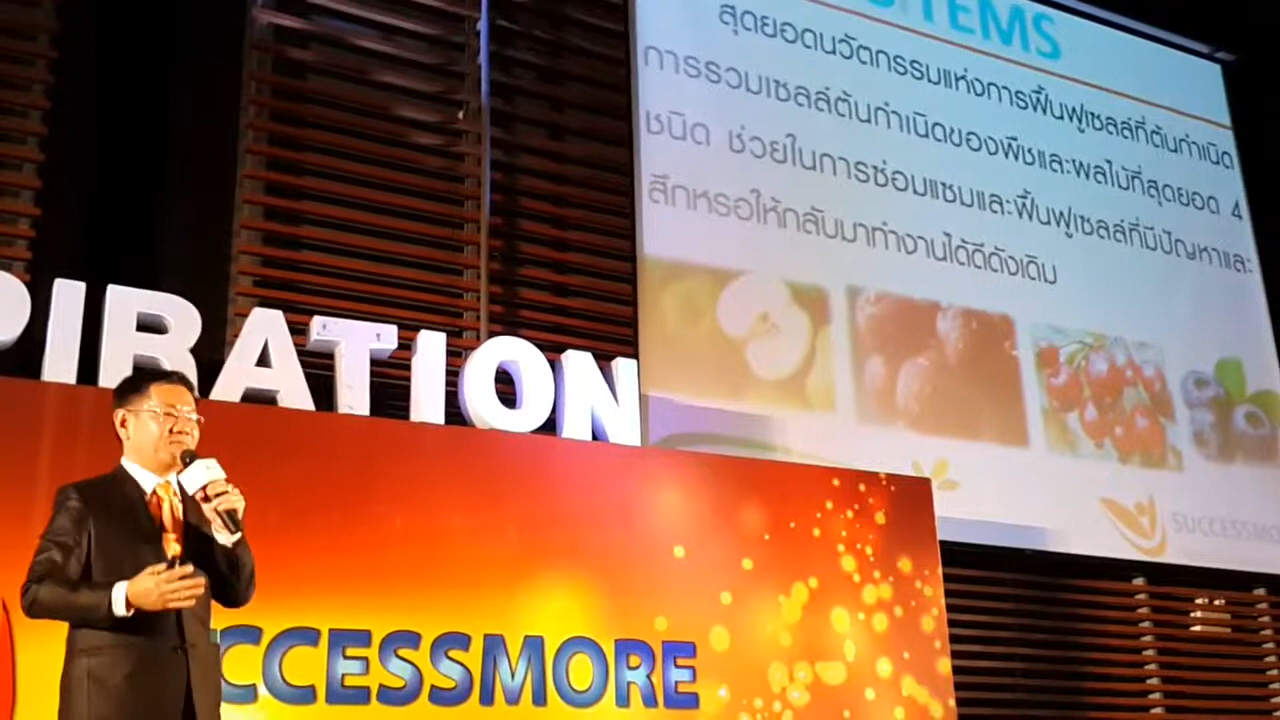 TEMS
สุดยอดนวัตกรรมแห่งการฟื้นฟูเซลล์ที่ต้นกำเนิด
การรวมเซลล์ต้นกำเนิดของพืชและผลไม้ที่สุดยอด 4
ชนิด ช่วยในการซ่อมแซมและฟื้นฟูเซลล์ที่มีปัญหาและ
สึกหรอให้กลับมาทำงานได้ดีดังเดิม
PIRATION
SUCCESSMO
UCCESSMORE